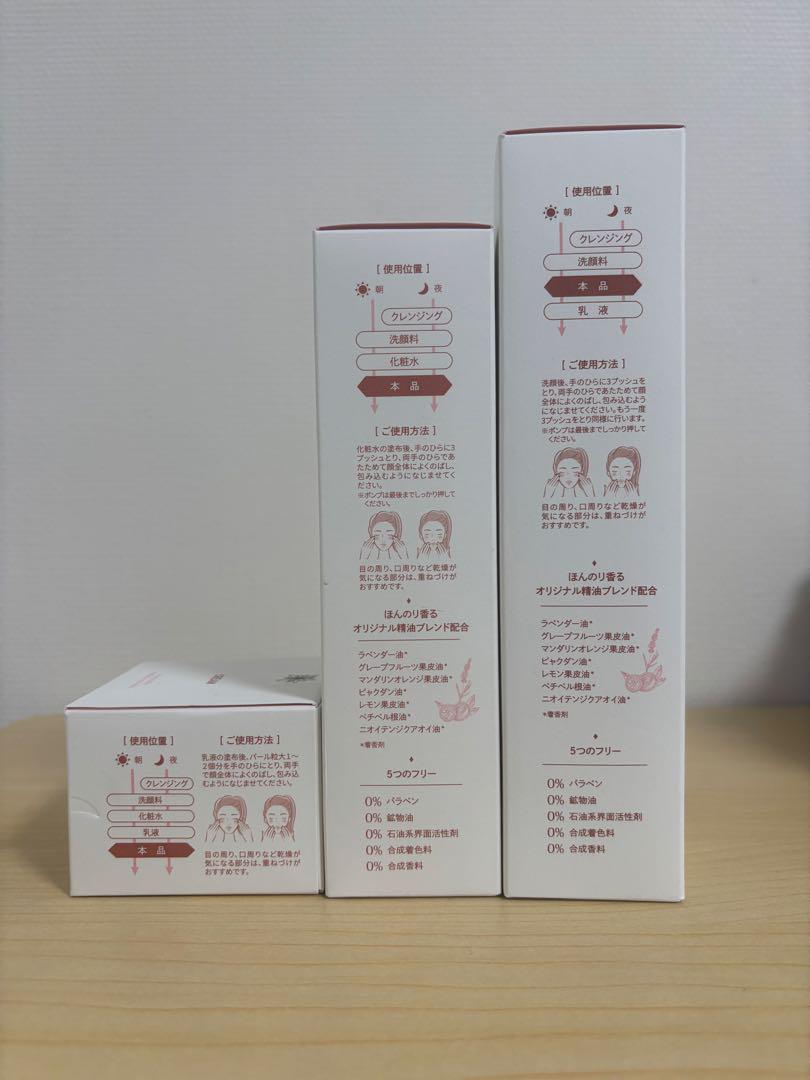 [ 使用位置 ]
朝 夜
クレンジング
洗顔料
化粧水
乳液
本 品
[ ご使用方法 ]
乳液の塗布後、パール粒大1〜
2個分を手のひらにとり、両手
で顔全体によくのばし、包み込
むようになじませてください。
目の周り、口周りなど乾燥が
気になる部分は、重ねづけが
おすすめです。
[ 使用位置 ]
朝 夜
クレンジング
洗顔料
化粧水
本 品
[ ご使用方法 ]
化粧水の塗布後、手のひらに3
プッシュとり、両手のひらであ
たためて顔全体によくのばし、
包み込むようになじませてく
ださい。
※ポンプは最後までしっかり押して
ください。
目の周り、口周りなど乾燥が
気になる部分は、重ねづけが
おすすめです。
ほんのり香る
オリジナル精油ブレンド配合
ラベンダー油*
グレープフルーツ果皮油*
マンダリンオレンジ果皮油*
ビャクダン油*
レモン果皮油*
ベチベル根油*
ニオイテンジクアオイ油*
*着香剤
5つのフリー
0% パラベン
0% 鉱物油
0% 石油系界面活性剤
0% 合成着色料
0% 合成香料
[ 使用位置 ]
朝 夜
クレンジング
洗顔料
本 品
乳 液
[ ご使用方法 ]
洗顔後、手のひらに3プッシュを
とり、両手のひらであたためて顔
全体によくのばし、包み込むよう
になじませてください。もう一度
3プッシュをとり同様に行います。
※ポンプは最後までしっかり押して
ください。
目の周り、口周りなど乾燥が
気になる部分は、重ねづけが
おすすめです。
ほんのり香る
オリジナル精油ブレンド配合
ラベンダー油*
グレープフルーツ果皮油*
マンダリンオレンジ果皮油*
ビャクダン油*
レモン果皮油*
ベチベル根油*
ニオイテンジクアオイ油*
*着香剤
5つのフリー
0% パラベン
0% 鉱物油
0% 石油系界面活性剤
0% 合成着色料
0% 合成香料